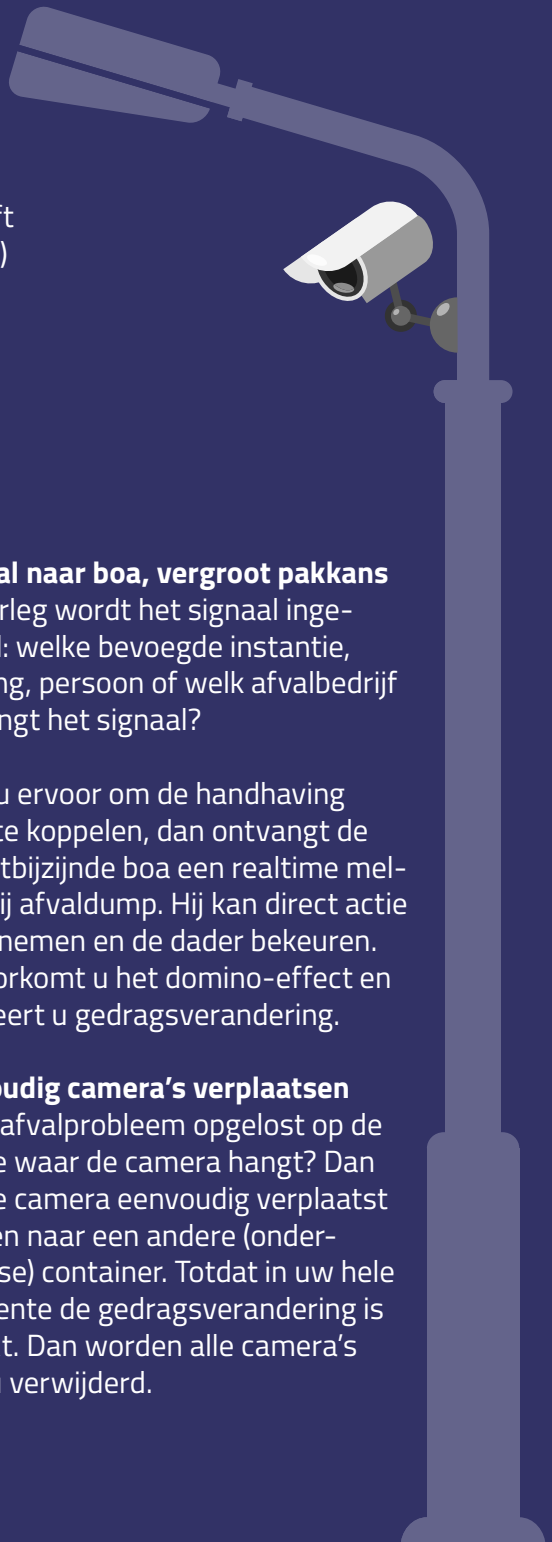 ft
)
al naar boa, vergroot pakkans
rleg wordt het signaal inge-
l: welke bevoegde instantie,
ng, persoon of welk afvalbedrijf
ngt het signaal?
u ervoor om de handhaving
te koppelen, dan ontvangt de
tbijzijnde boa een realtime mel-
ij afvaldump. Hij kan direct actie
nemen en de dader bekeuren.
orkomt u het domino-effect en
eert u gedragsverandering.
oudig camera's verplaatsen
afvalprobleem opgelost op de
e waar de camera hangt? Dan
e camera eenvoudig verplaatst
en naar een andere (onder-
se) container. Totdat in uw hele
ente de gedragsverandering is
t. Dan worden alle camera's
u verwijderd.